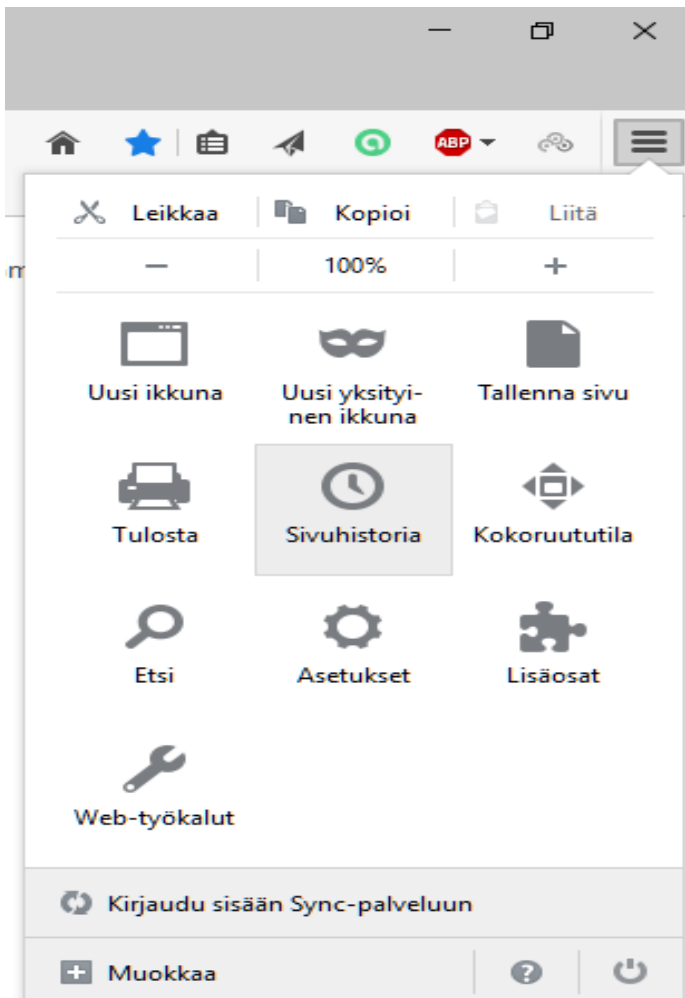 ABP
Leikkaa Kopioi Liitä
100%
Uusi ikkuna Uusi yksityi-
nen ikkuna Tallenna sivu
Tulosta Sivuhistoria Kokoruututila
Etsi Asetukset Lisäosat
Web-työkalut
Kirjaudu sisään Sync-palveluun
Muokkaa